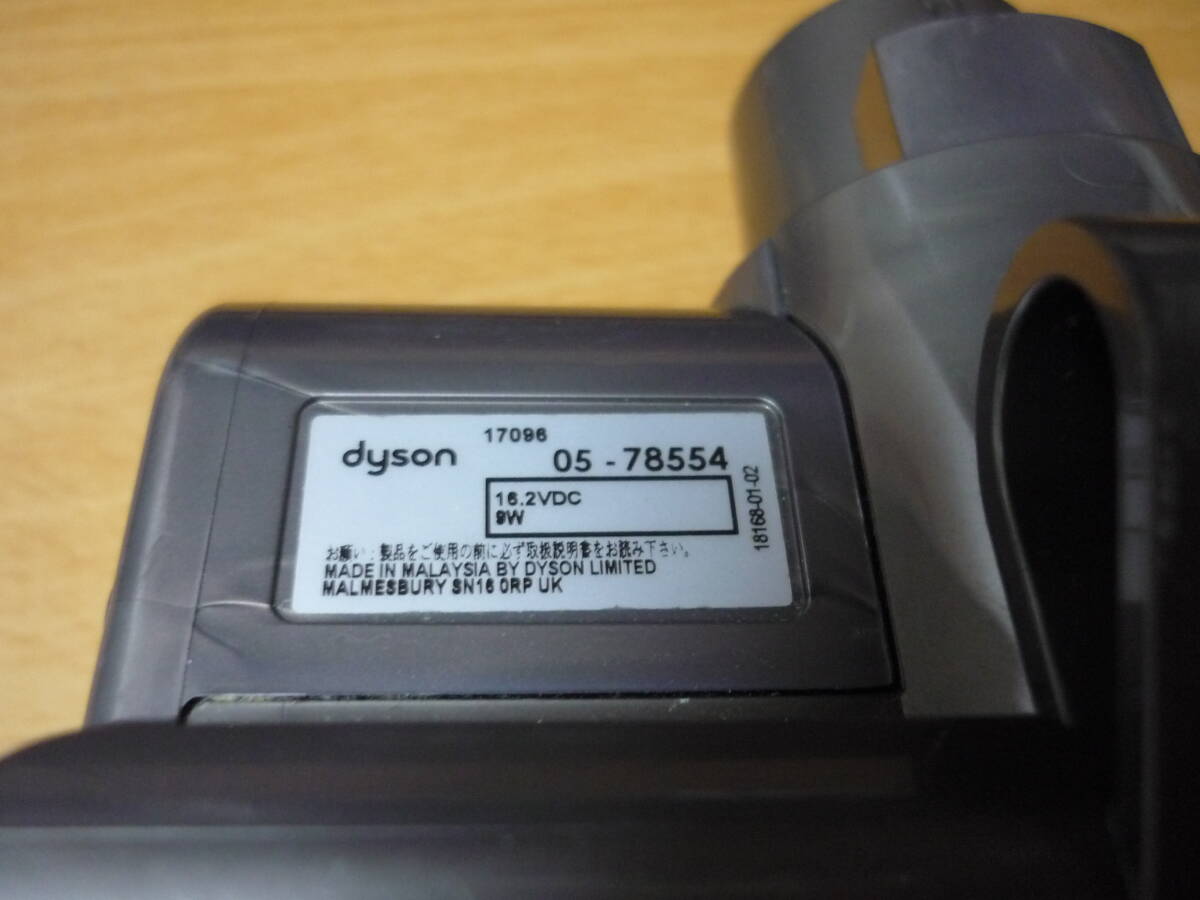 17096
dyson
05 - 78554
16.2VDC
9W
18168-01-02
お願い:製品をご使用の前に必ず取扱説明書をお読み下さい。
MADE IN MALAYSIA BY DYSON LIMITED
MALMESBURY SN16 0RP UK